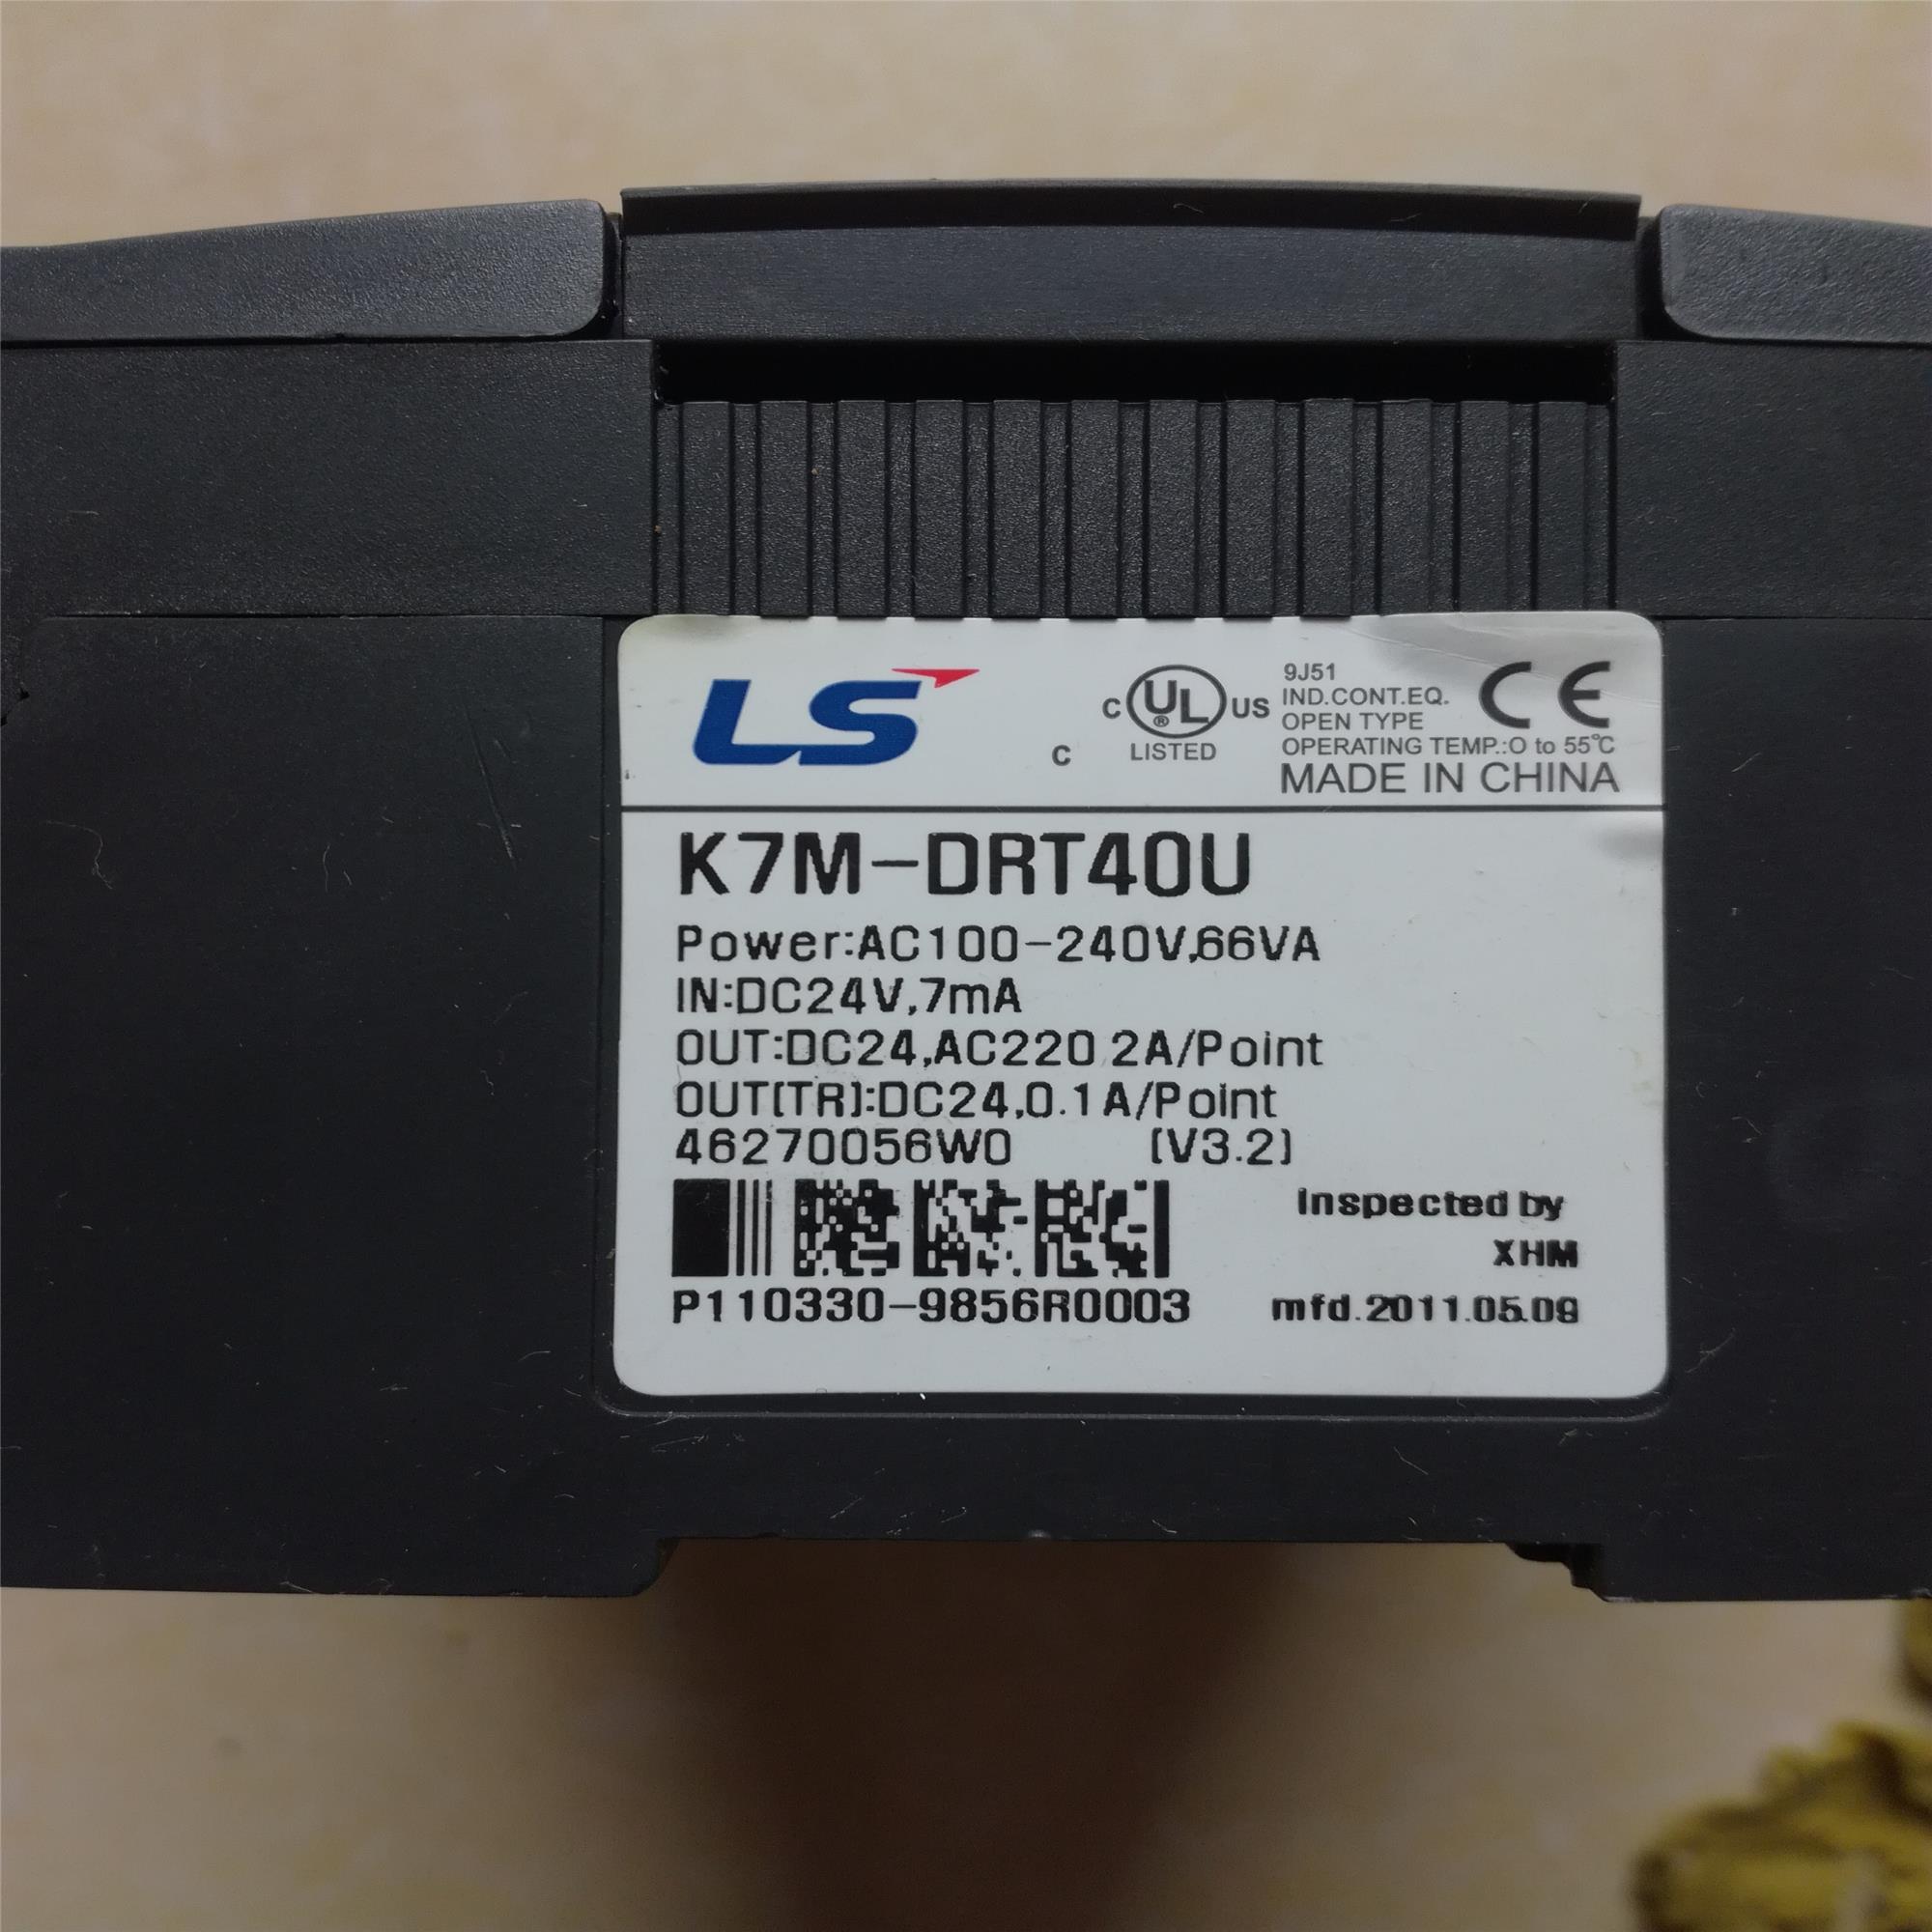 LS
C UL US
®
LISTED
C
9J51
IND.CONT.EQ.
OPEN TYPE
OPERATING TEMP.:O to 55℃
MADE IN CHINA
CE
K7M-DRT40U
Power:AC100-240V,66VA
IN:DC24V,7mA
OUT:DC24,AC220 2A/Point
OUT(TR):DC24,0.1A/Point
46270056W0 (V3.2)
Inspected by
XHM
P110330-9856R0003 mfd.2011.05.09